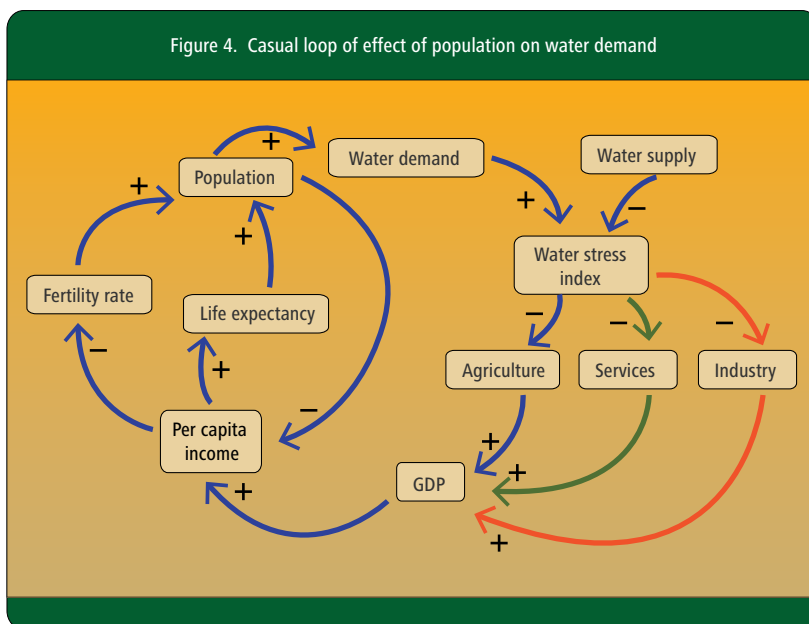 Figure 4. Casual loop of effect of population on water demand
+
Water demand
Water supply
Population
+
+
−
+
Water stress
index
Fertility rate
Life expectancy
−
−
−
−
+
Agriculture
Services
Industry
−
Per capita
income
+
+
GDP
+
+